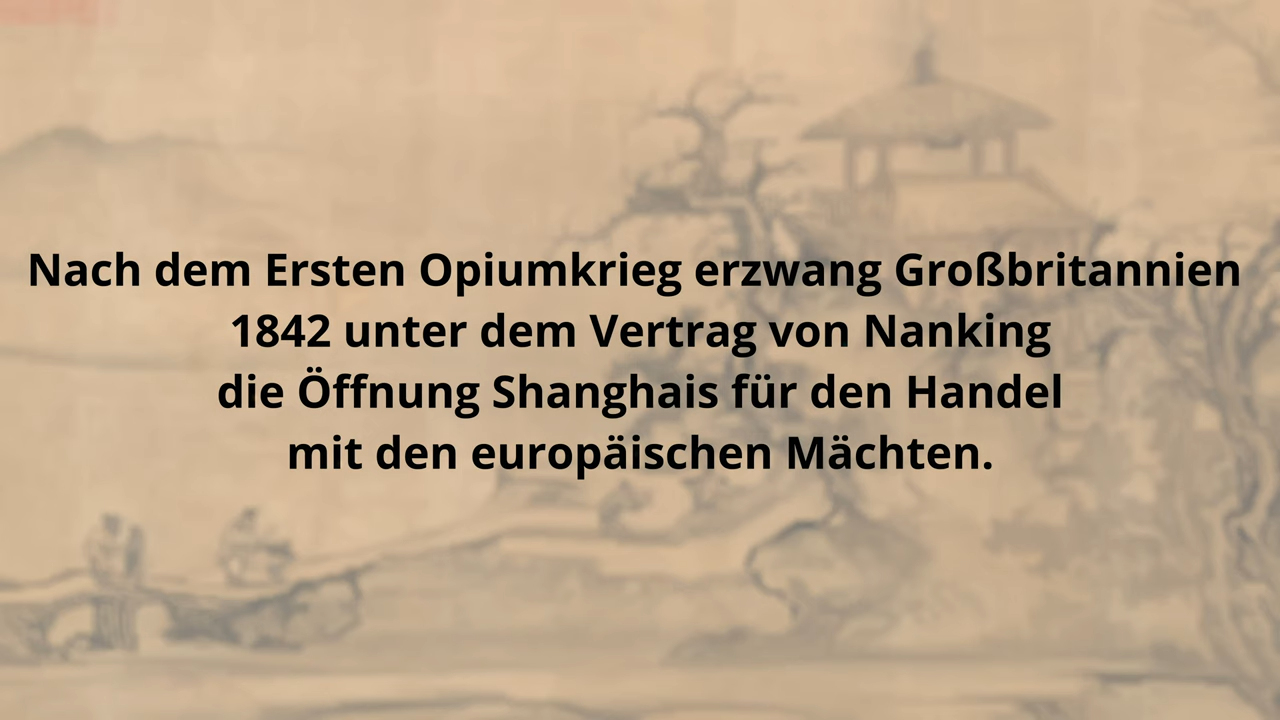 Nach dem Ersten Opiumkrieg erzwang Großbritannien
1842 unter dem Vertrag von Nanking
die Öffnung Shanghais für den Handel
mit den europäischen Mächten.